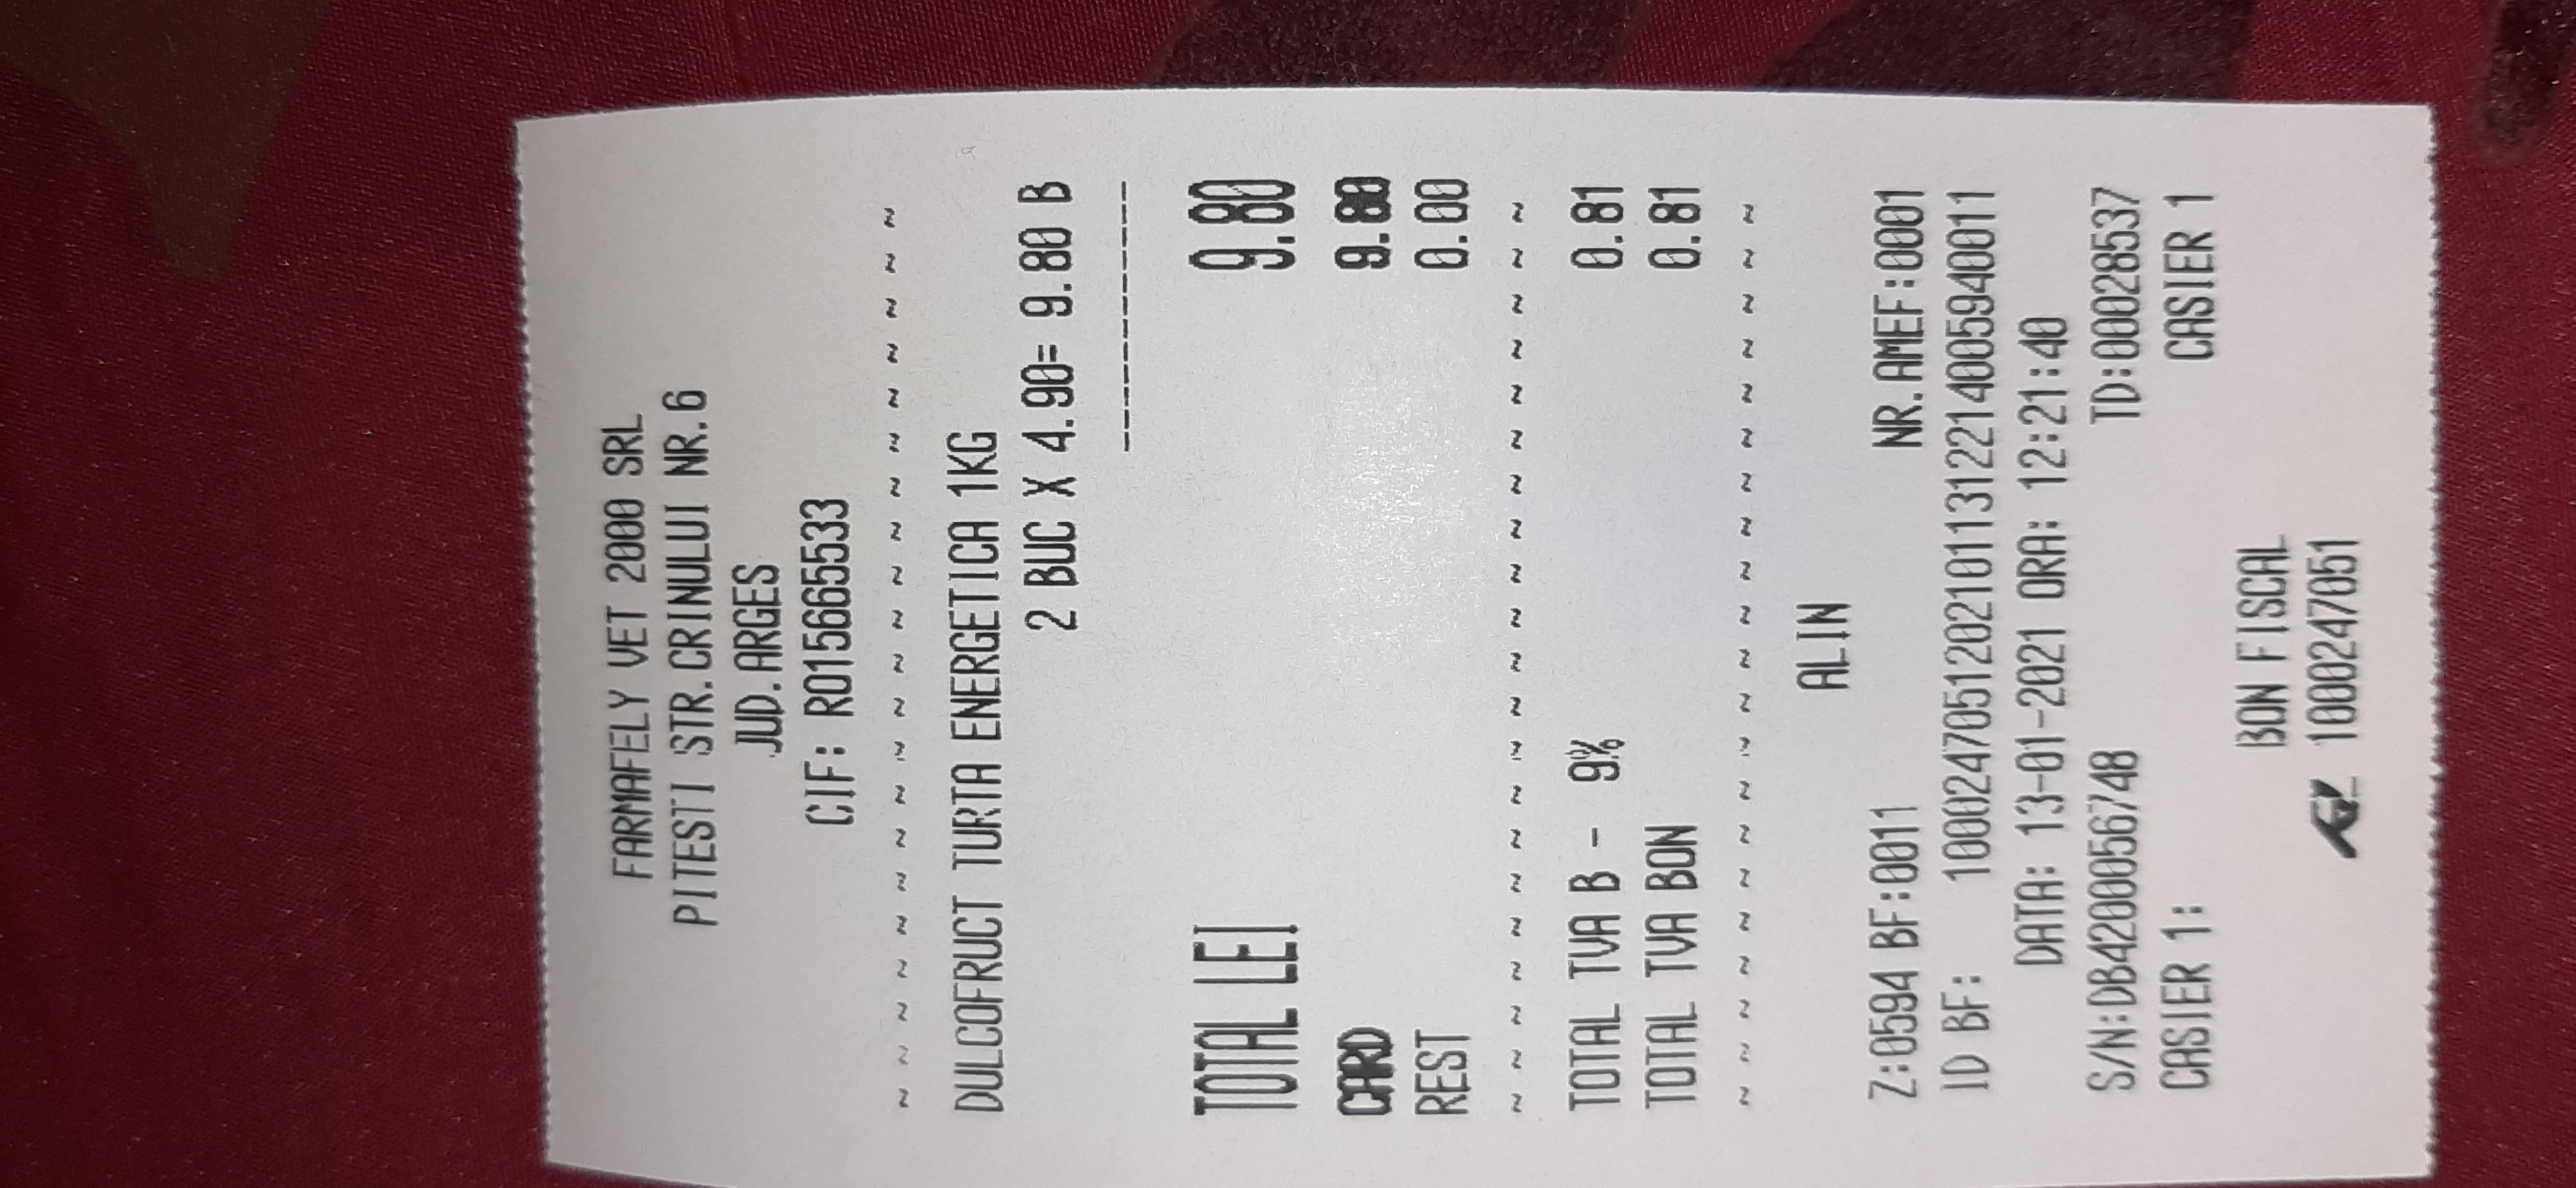 FARMAFELY VET 2000 SRL
PITESTI STR.CRINULUI NR.6
JUD.ARGES
CIF: RO15665533
~ ~ ~ ~ ~ ~ ~ ~ ~ ~ ~ ~ ~ ~ ~ ~ ~ ~ ~ ~ ~
DULCOFRUCT TURTA ENERGETICA 1KG
2 BUC X 4.90= 9.80 B
------------
TOTAL LEI 9.80
CARD 9.80
REST 0.00
~ ~ ~ ~ ~ ~ ~ ~ ~ ~ ~ ~ ~ ~ ~ ~ ~ ~ ~ ~ ~
TOTAL TVA B - 9% 0.81
TOTAL TVA BON 0.81
~ ~ ~ ~ ~ ~ ~ ~ ~ ~ ~ ~ ~ ~ ~ ~ ~ ~ ~ ~ ~
ALIN
Z:0594 BF:0011 NR.AMEF:0001
ID BF: 10002470512021011312214005940011
DATA: 13-01-2021 ORA: 12:21:40
S/N:DB4200056748 TD:00028537
CASIER 1: CASIER 1
BON FISCAL
1000247051